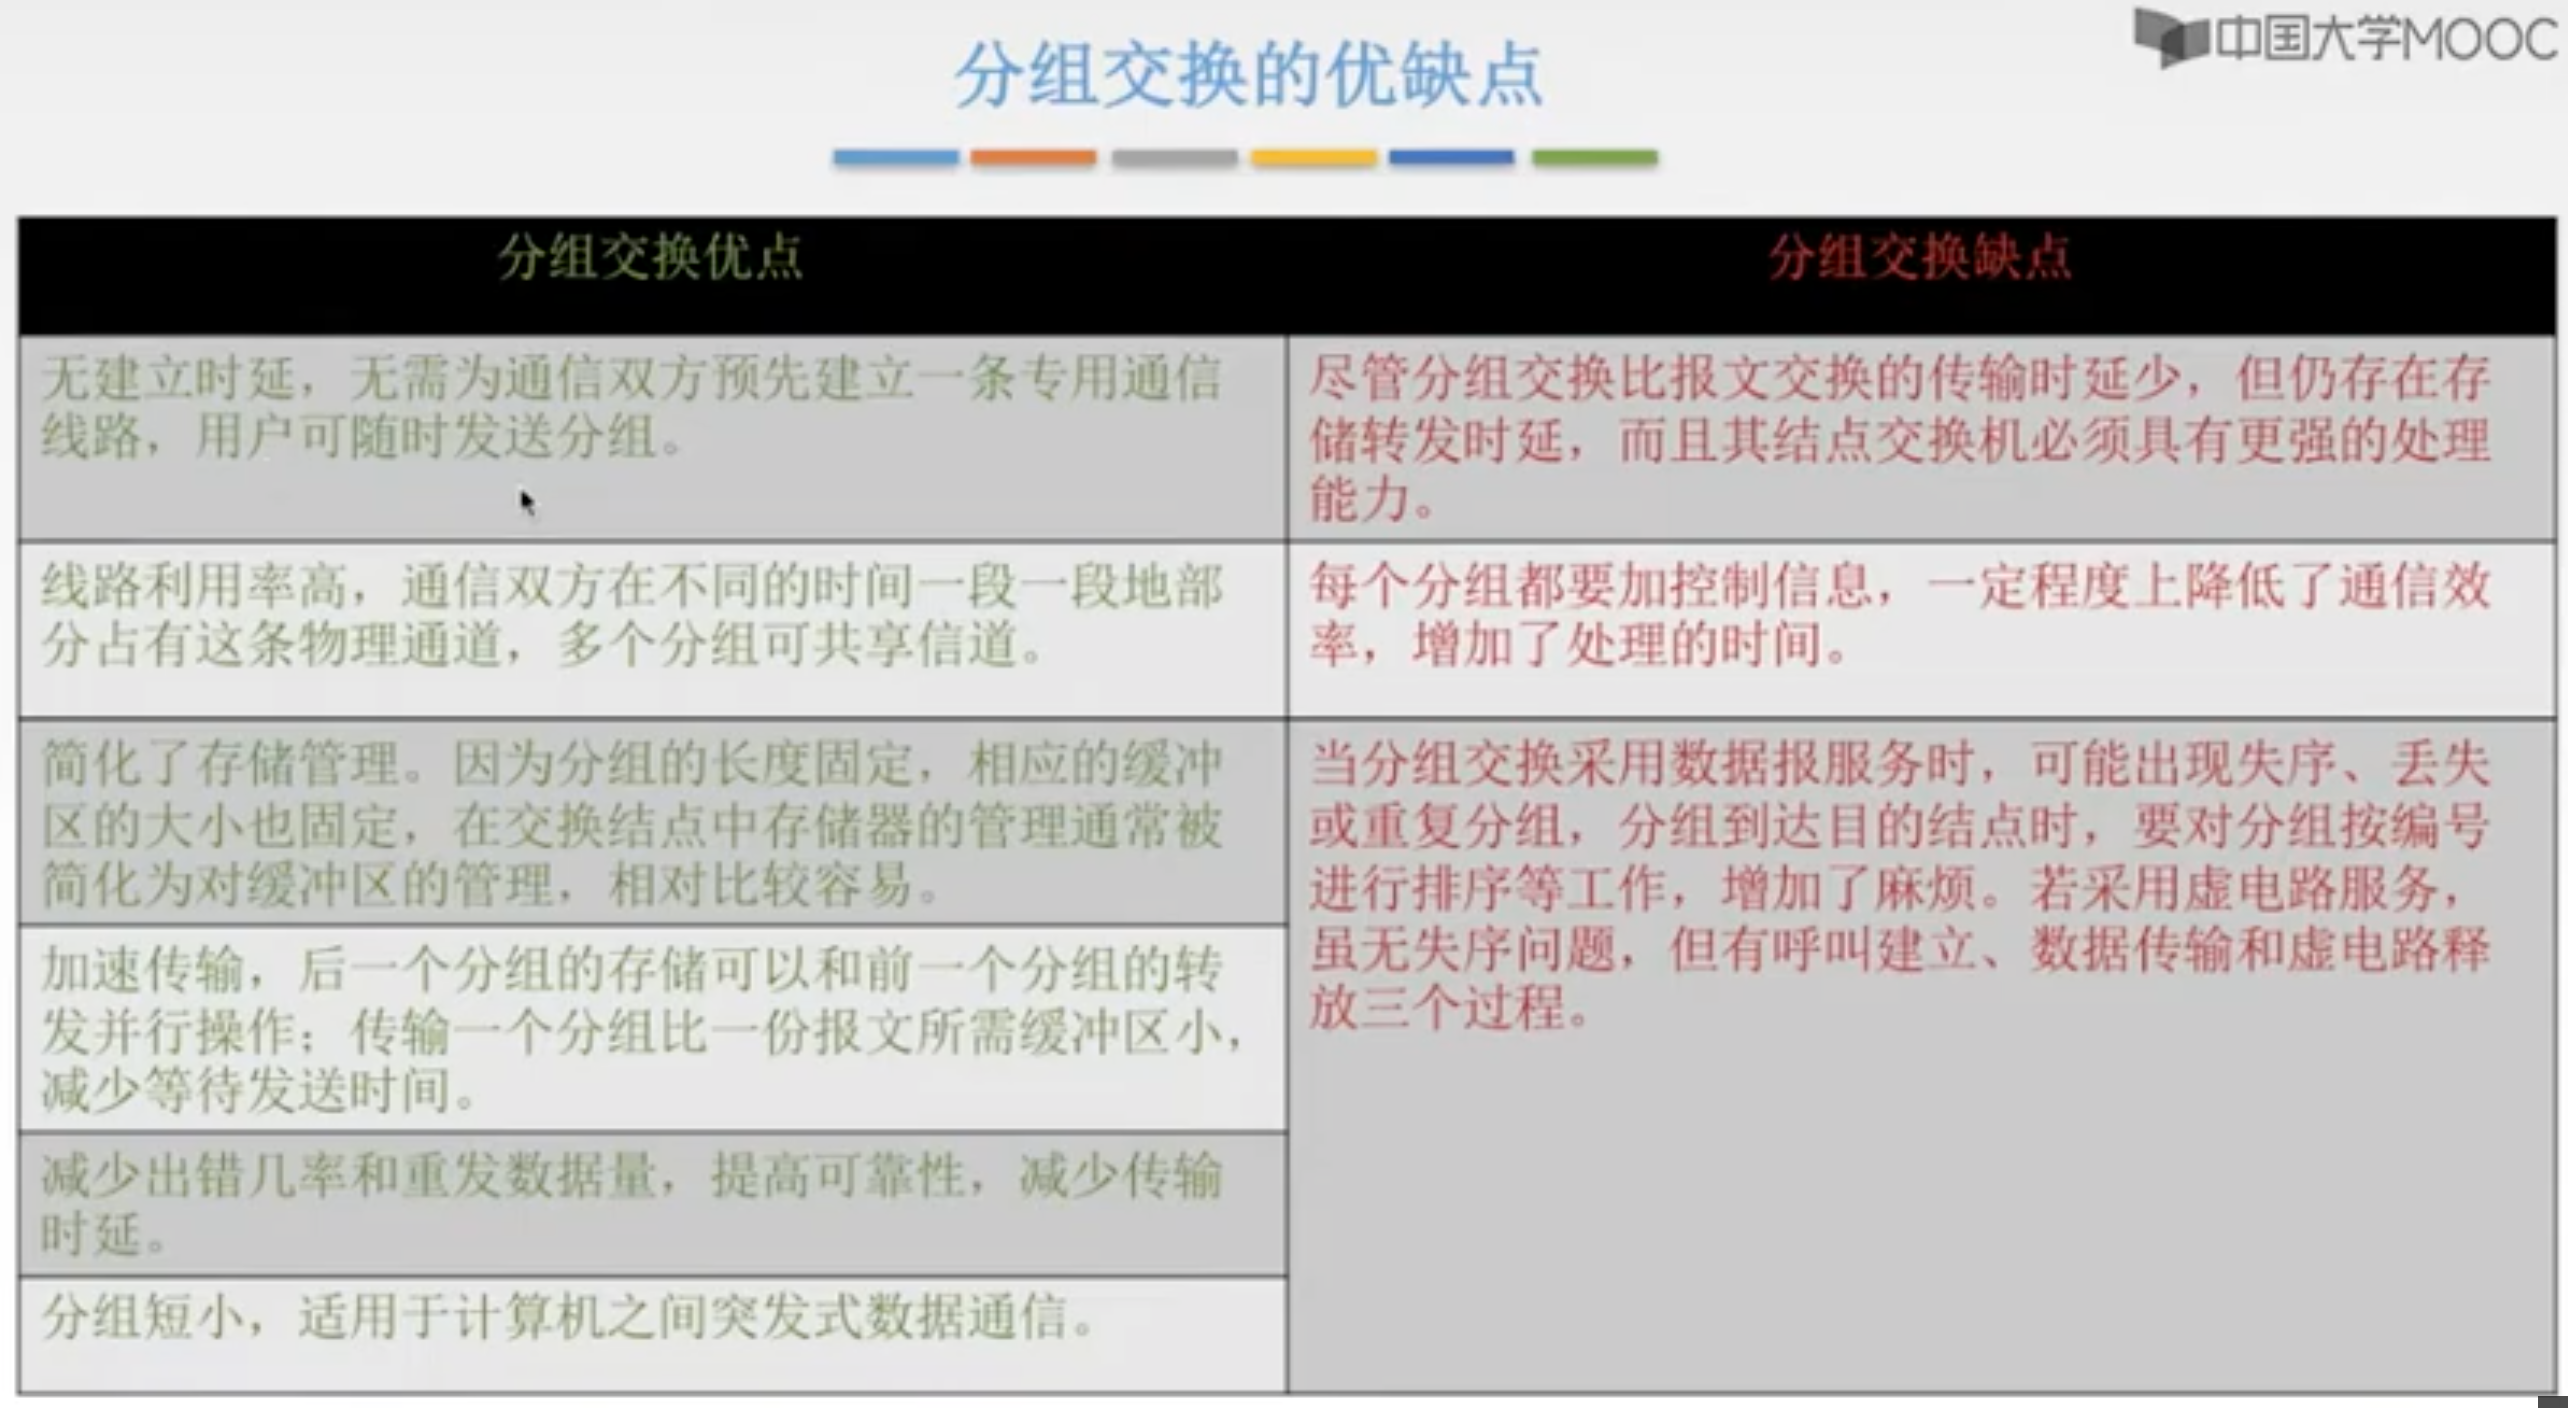 中国大学MOOC
分组交换的优缺点
分组交换优点
分组交换缺点
无建立时延，无需为通信双方预先建立一条专用通信
线路，用户可随时发送分组。
尽管分组交换比报文交换的传输时延少，但仍存在存
储转发时延，而且其结点交换机必须具有更强的处理
能力。
线路利用率高，通信双方在不同的时间一段一段地部
分占有这条物理通道，多个分组可共享信道。
每个分组都要加控制信息，一定程度上降低了通信效
率，增加了处理的时间。
简化了存储管理。因为分组的长度固定，相应的缓冲
区的大小也固定，在交换结点中存储器的管理通常被
简化为对缓冲区的管理，相对比较容易。
当分组交换采用数据报服务时，可能出现失序、丢失
或重复分组，分组到达目的结点时，要对分组按编号
进行排序等工作，增加了麻烦。若采用虚电路服务，
虽无失序问题，但有呼叫建立、数据传输和虚电路释
放三个过程。
加速传输，后一个分组的存储可以和前一个分组的转
发并行操作；传输一个分组比一份报文所需缓冲区小，
减少等待发送时间。
减少出错几率和重发数据量，提高可靠性，减少传输
时延。
分组短小，适用于计算机之间突发式数据通信。